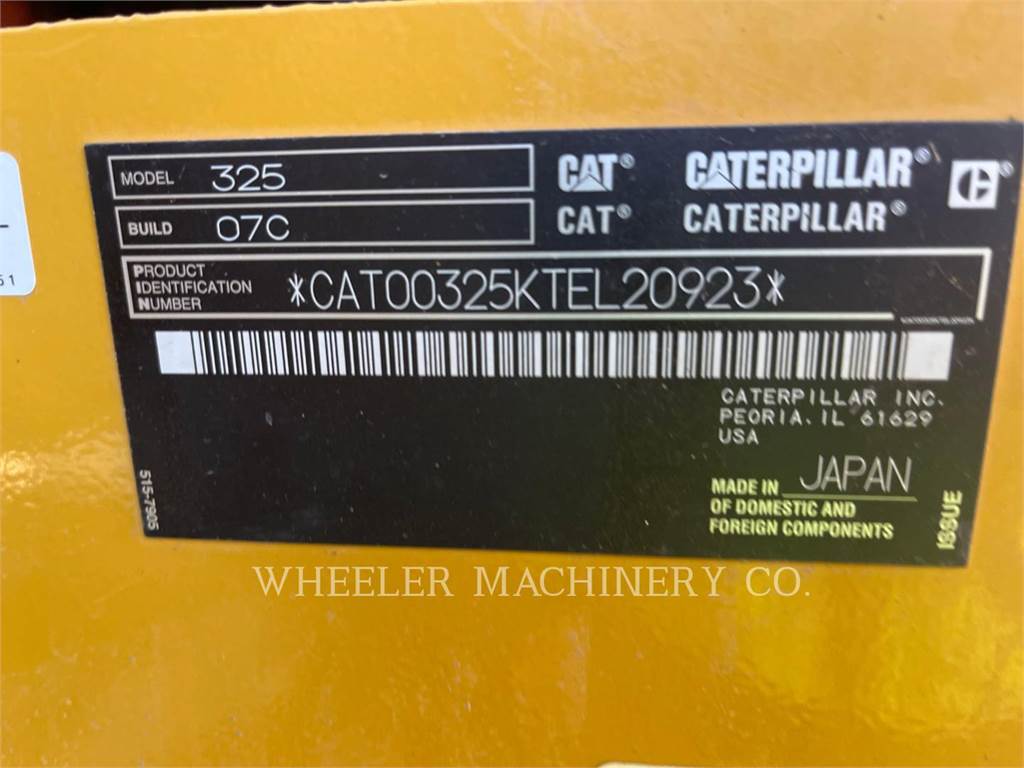 MODEL 325
CAT® CATERPILLAR®
BUILD 07C
CAT® CATERPILLAR®
PRODUCT
IDENTIFICATION
NUMBER
*CAT00325KTEL20923*
CATERPILLAR INC.
PEORIA, IL 61629
USA
MADE IN JAPAN
OF DOMESTIC AND
FOREIGN COMPONENTS
515-7905
ISSUE
WHEELER MACHINERY CO.